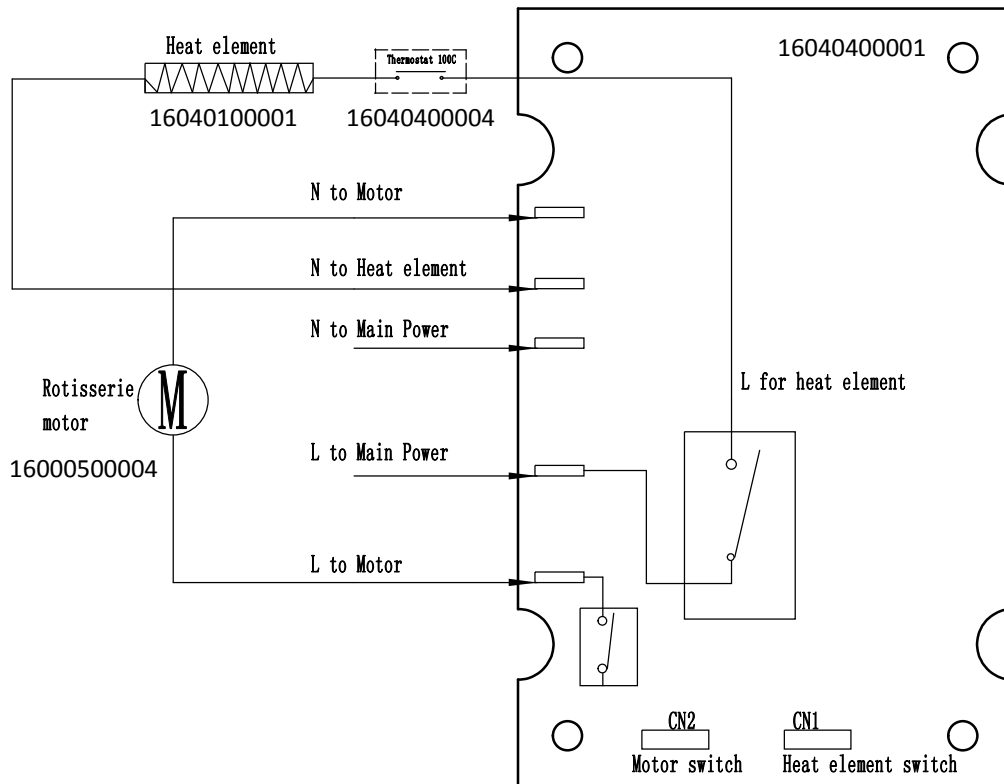 Heat element
Thermostat 100C
16040400001
16040100001
16040400004
N to Motor
N to Heat element
N to Main Power
L for heat element
Rotisserie
motor
M
16000500004
L to Main Power
L to Motor
CN2
Motor switch
CN1
Heat element switch